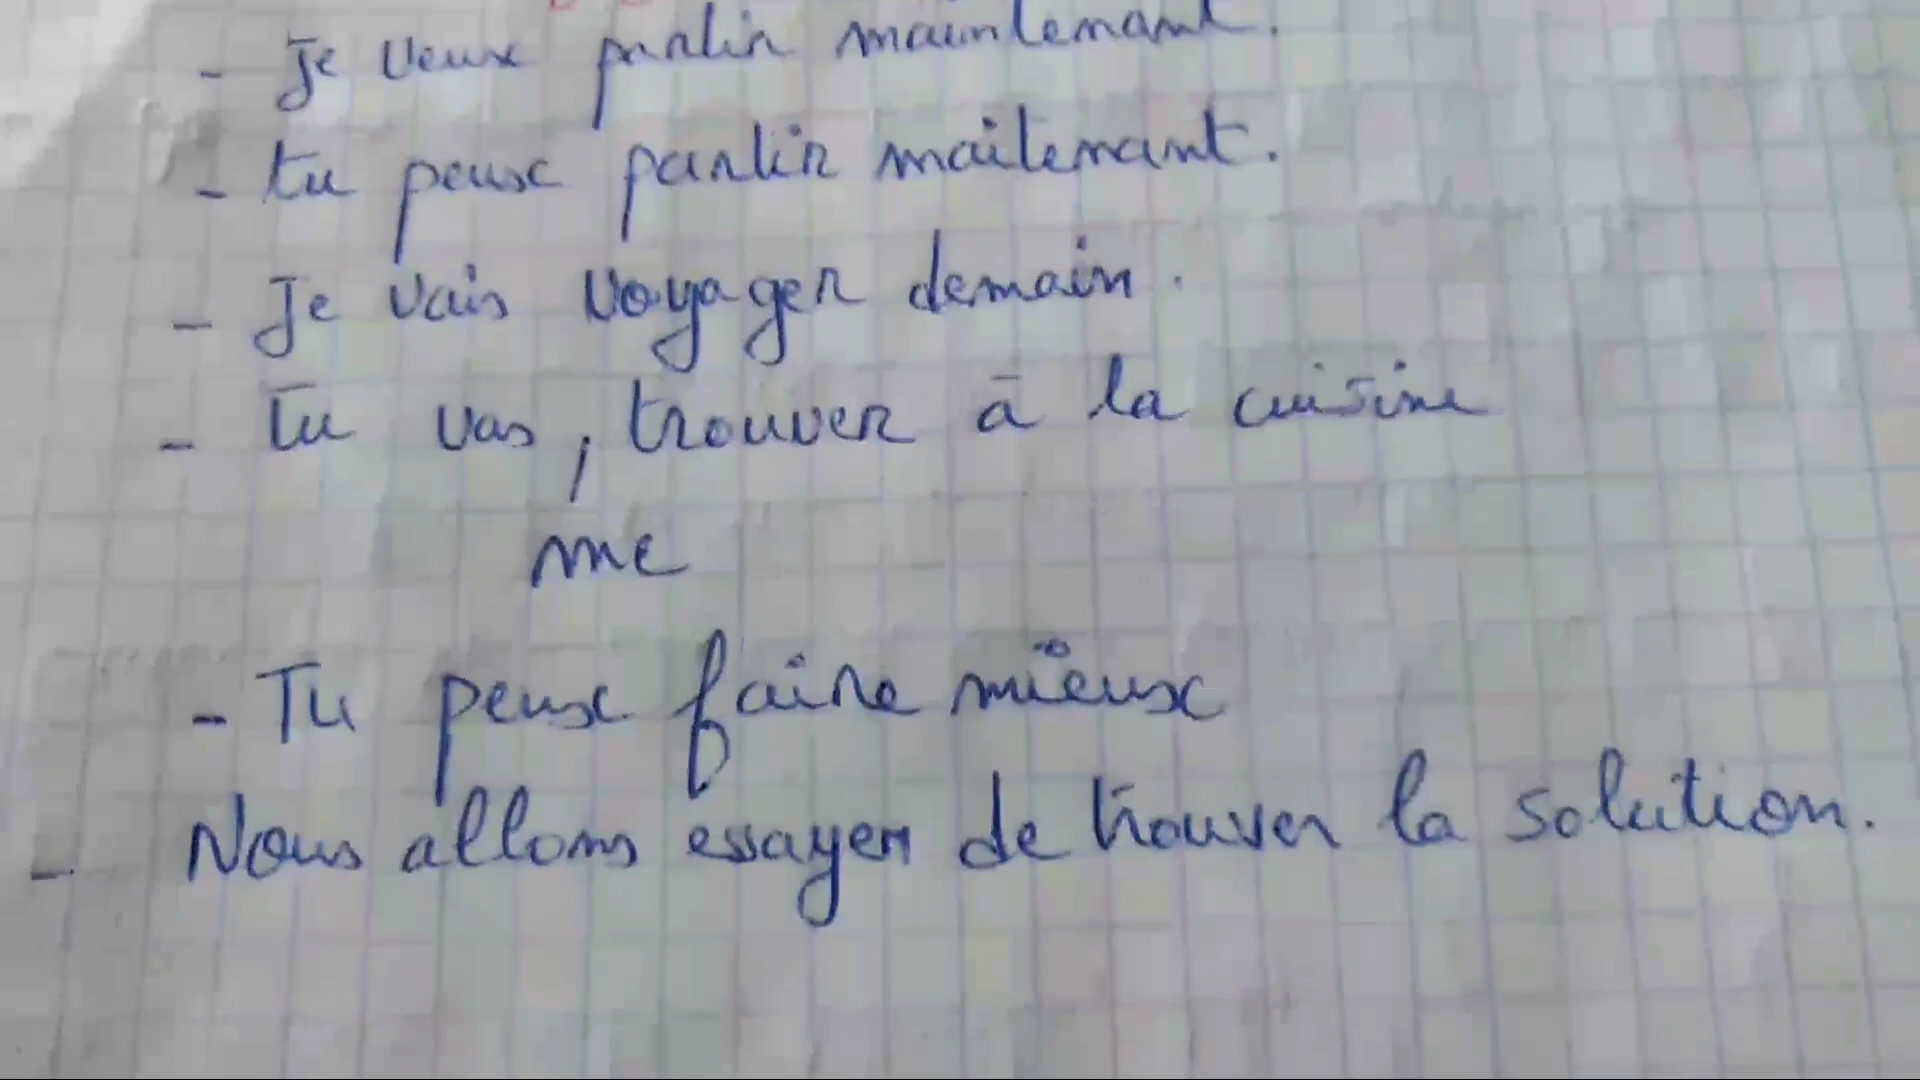 - Je veux partir maintenant.
- tu peux partir maitenant.
- Je vais voyager demain.
- Tu vas, trouver à la cuisine
me
- Tu peux faire mieux
- Nous allons essayer de trouver la solution.